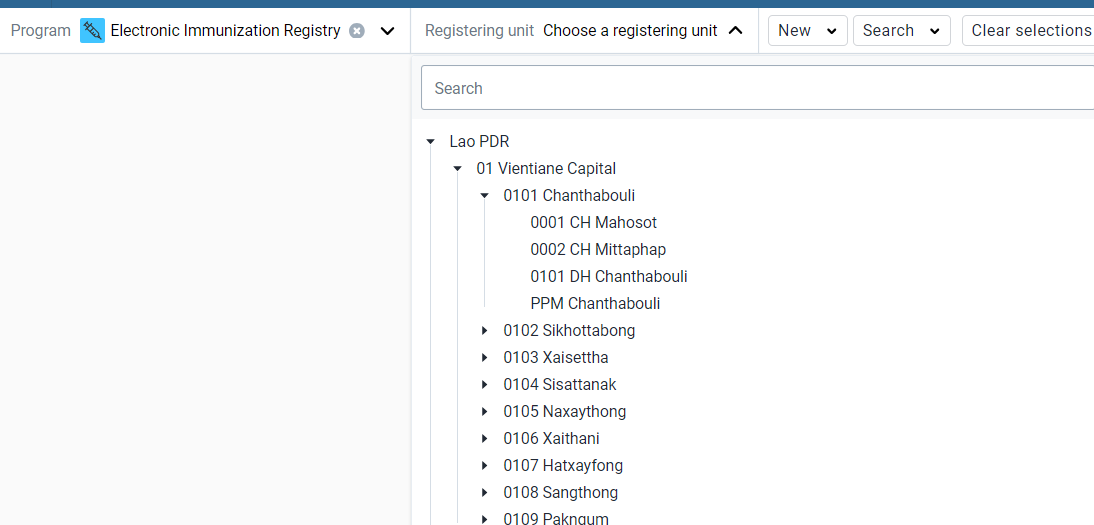 Program Electronic Immunization Registry Registering unit Choose a registering unit New Search Clear selections
Search
Lao PDR
01 Vientiane Capital
0101 Chanthabouli
0001 CH Mahosot
0002 CH Mittaphap
0101 DH Chanthabouli
PPM Chanthabouli
0102 Sikhottabong
0103 Xaisettha
0104 Sisattanak
0105 Naxaythong
0106 Xaithani
0107 Hatxayfong
0108 Sangthong
0109 Pakngum